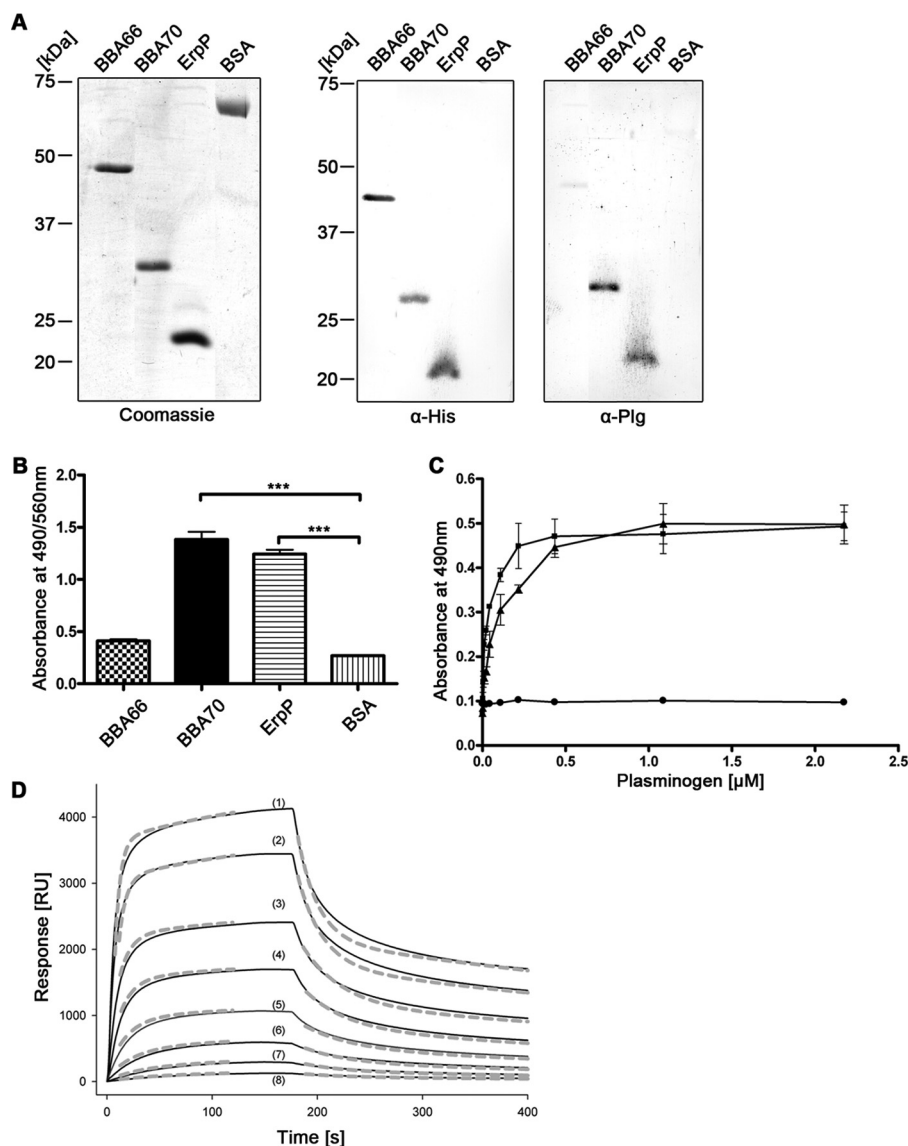 A
[kDa] BBA66 BBA70 ErpP BSA
75
50
37
25
20
Coomassie
[kDa] BBA66 BBA70 ErpP BSA
75
50
37
25
20
α-His
BBA66 BBA70 ErpP BSA
α-Plg
B
Absorbance at 490/560nm
2.0
1.5
1.0
0.5
0.0
***
***
BBA66 BBA70 ErpP BSA
C
Absorbance at 490nm
0.6
0.5
0.4
0.3
0.2
0.1
0.0
0.0 0.5 1.0 1.5 2.0 2.5
Plasminogen [µM]
D
Response [RU]
4000
3000
2000
1000
0
(1)
(2)
(3)
(4)
(5)
(6)
(7)
(8)
0 100 200 300 400
Time [s]